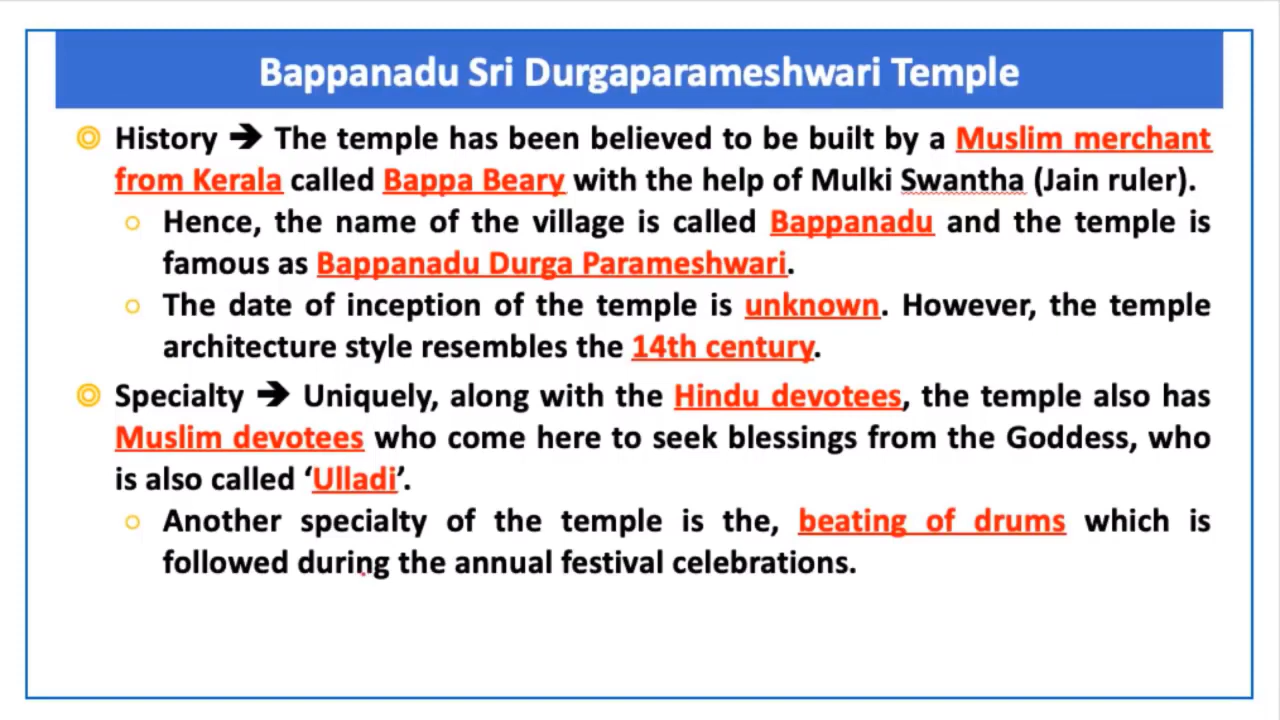 Bappanadu Sri Durgaparameshwari Temple
History ➔ The temple has been believed to be built by a Muslim merchant
from Kerala called Bappa Beary with the help of Mulki Swantha (Jain ruler).
Hence, the name of the village is called Bappanadu and the temple is
famous as Bappanadu Durga Parameshwari.
The date of inception of the temple is unknown. However, the temple
architecture style resembles the 14th century.
Specialty ➔ Uniquely, along with the Hindu devotees, the temple also has
Muslim devotees who come here to seek blessings from the Goddess, who
is also called ‘Ulladi’.
Another specialty of the temple is the, beating of drums which is
followed during the annual festival celebrations.